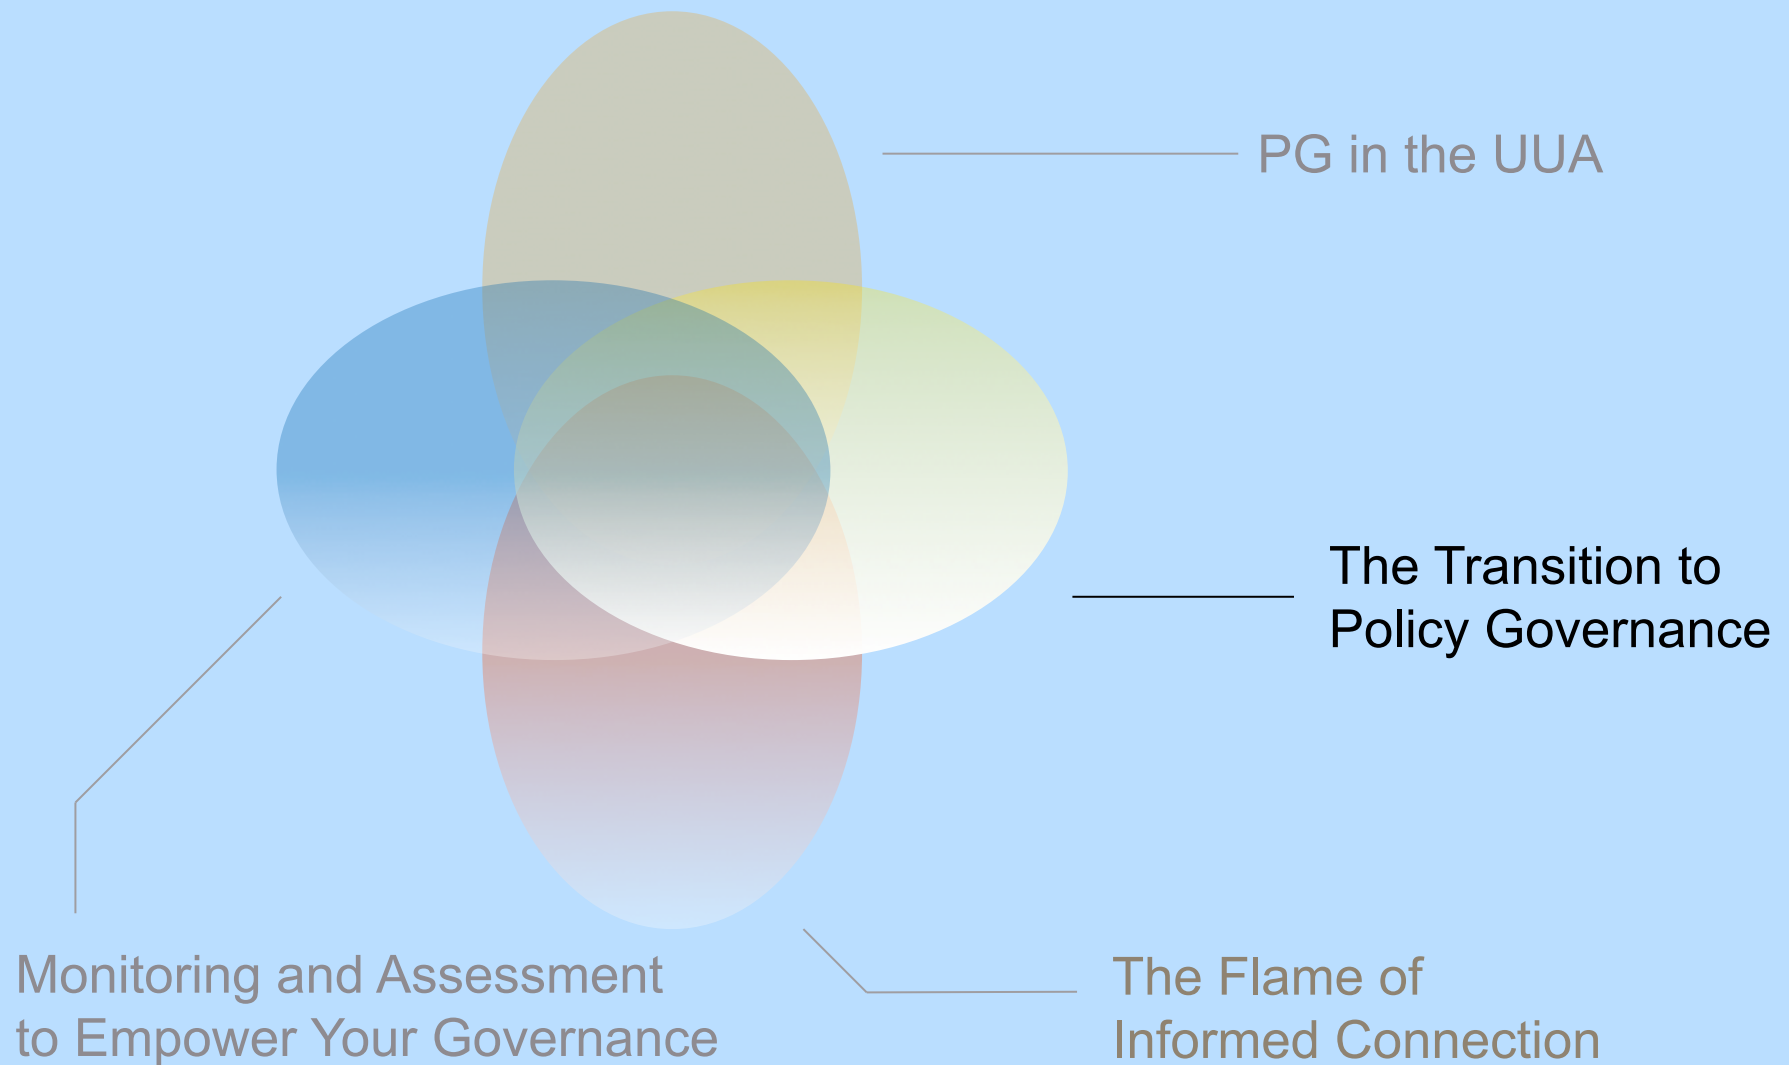 PG in the UUA
The Transition to
Policy Governance
Monitoring and Assessment
to Empower Your Governance
The Flame of
Informed Connection